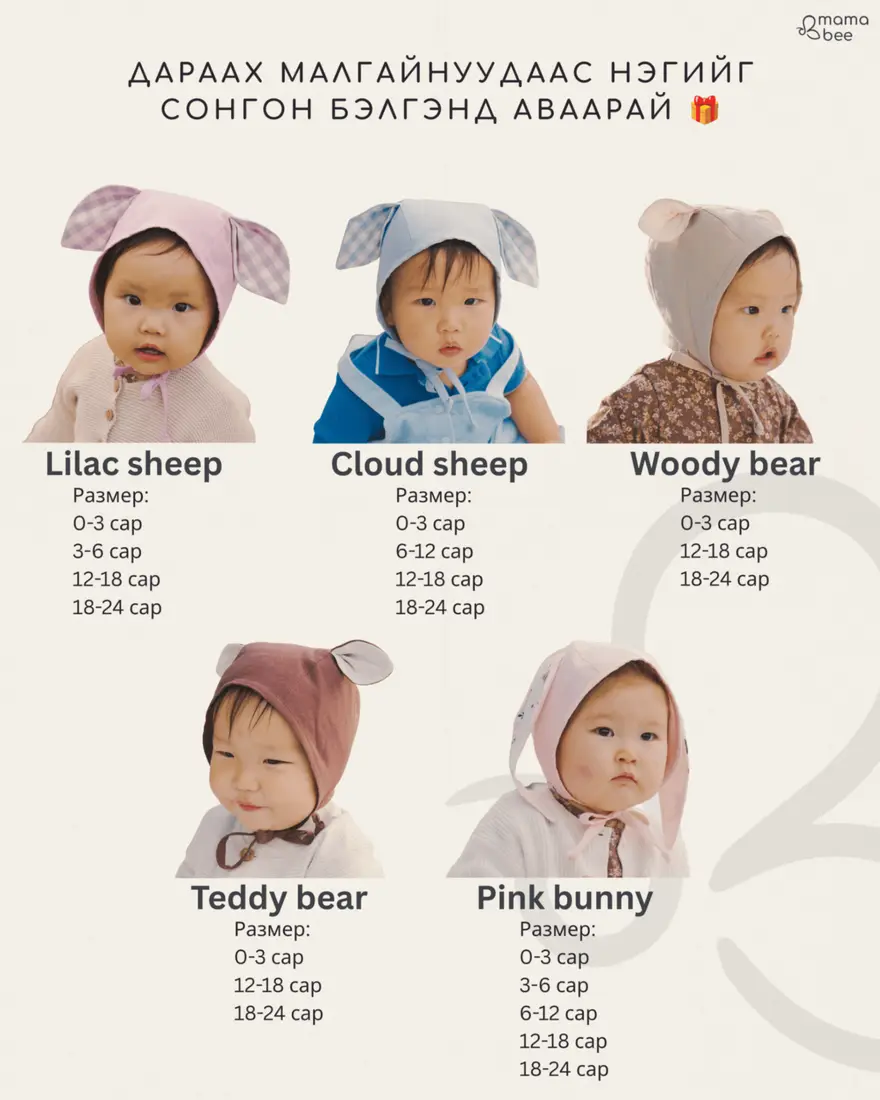 mama
bee
ДАРААХ МАЛГАЙНУУДААС НЭГИЙГ
СОНГОН БЭЛГЭНД АВААРАЙ 🎁
Lilac sheep
Размер:
0-3 сар
3-6 сар
12-18 сар
18-24 сар
Cloud sheep
Размер:
0-3 сар
6-12 сар
12-18 сар
18-24 сар
Woody bear
Размер:
0-3 сар
12-18 сар
18-24 сар
Teddy bear
Размер:
0-3 сар
12-18 сар
18-24 сар
Pink bunny
Размер:
0-3 сар
3-6 сар
6-12 сар
12-18 сар
18-24 сар